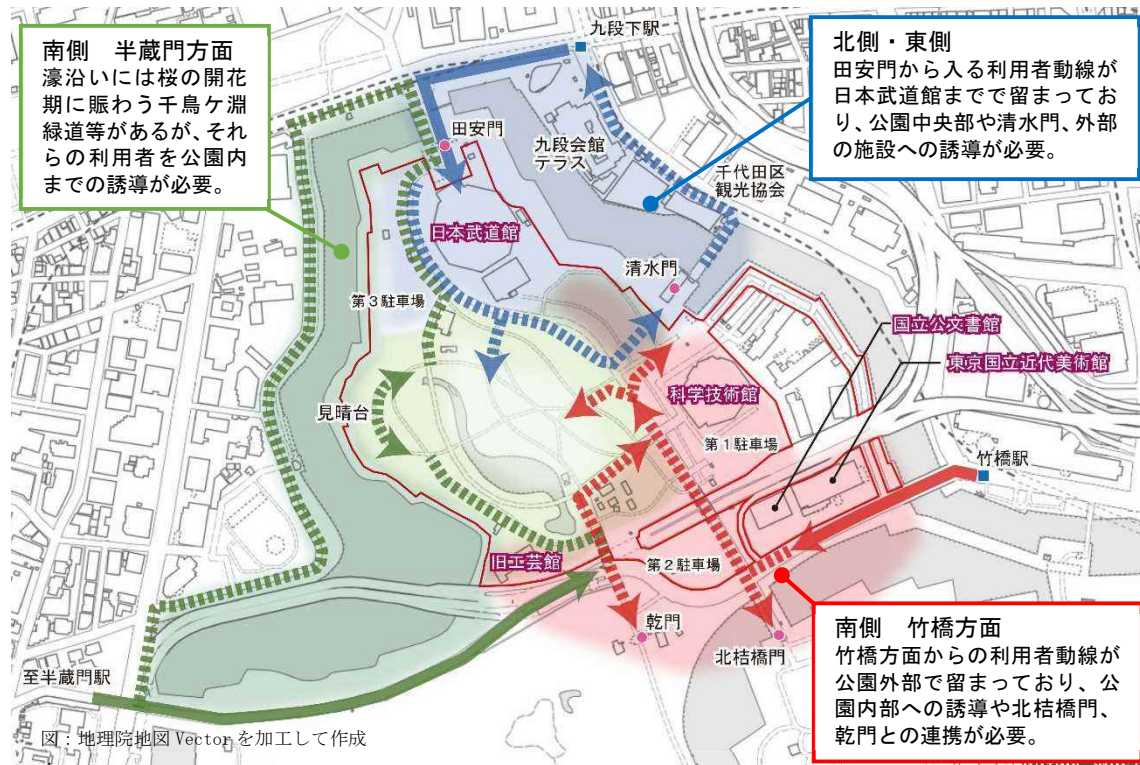 南側　半蔵門方面
濠沿いには桜の開花
期に賑わう千鳥ケ淵
緑道等があるが、それ
らの利用者を公園内
までの誘導が必要。
九段下駅
北側・東側
田安門から入る利用者動線が
日本武道館までで留まってお
り、公園中央部や清水門、外部
の施設への誘導が必要。
田安門
九段会館
テラス
千代田区
観光協会
日本武道館
清水門
第3駐車場
国立公文書館
東京国立近代美術館
科学技術館
見晴台
第1駐車場
竹橋駅
旧工芸館
第2駐車場
乾門
北桔橋門
至半蔵門駅
南側　竹橋方面
竹橋方面からの利用者動線が
公園外部で留まっており、公
園内部への誘導や北桔橋門、
乾門との連携が必要。
図：地理院地図 Vector を加工して作成